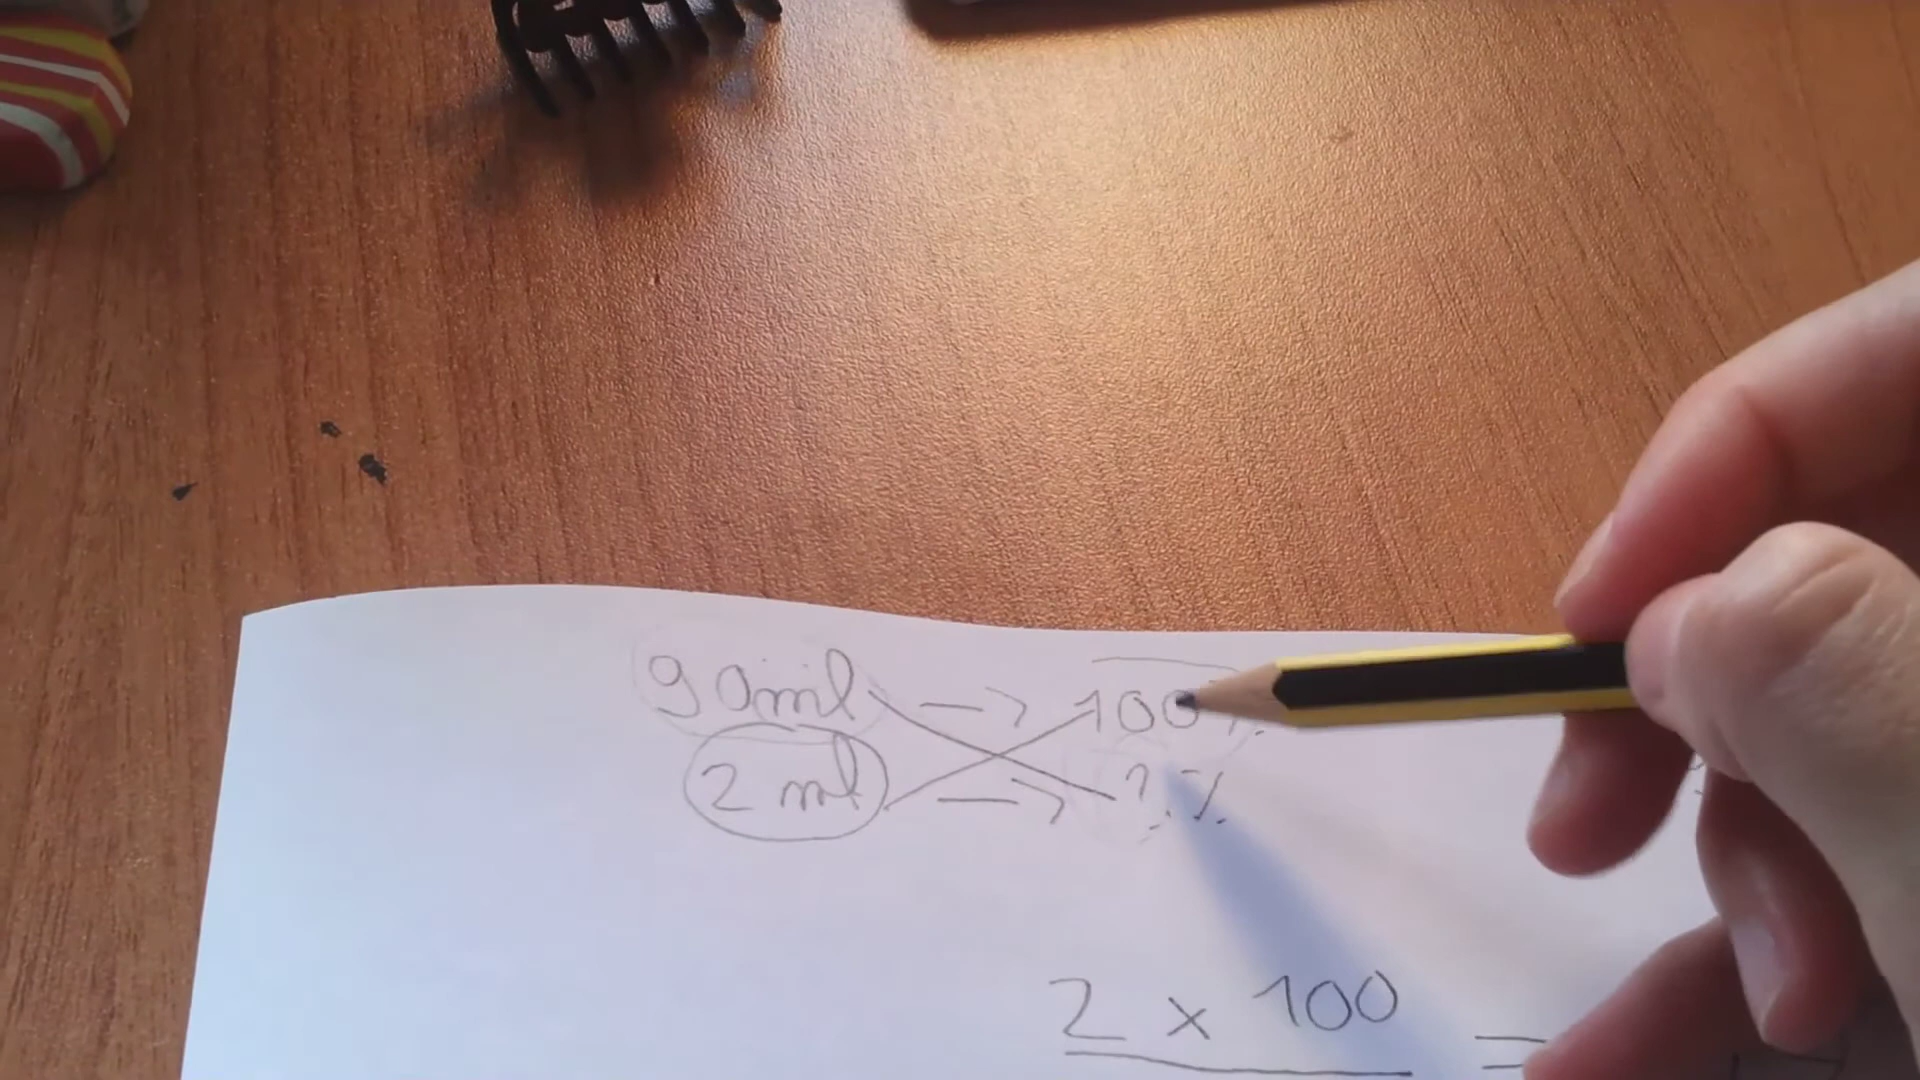 90ml -> 100%
2 ml -> ?%
2 x 100 =